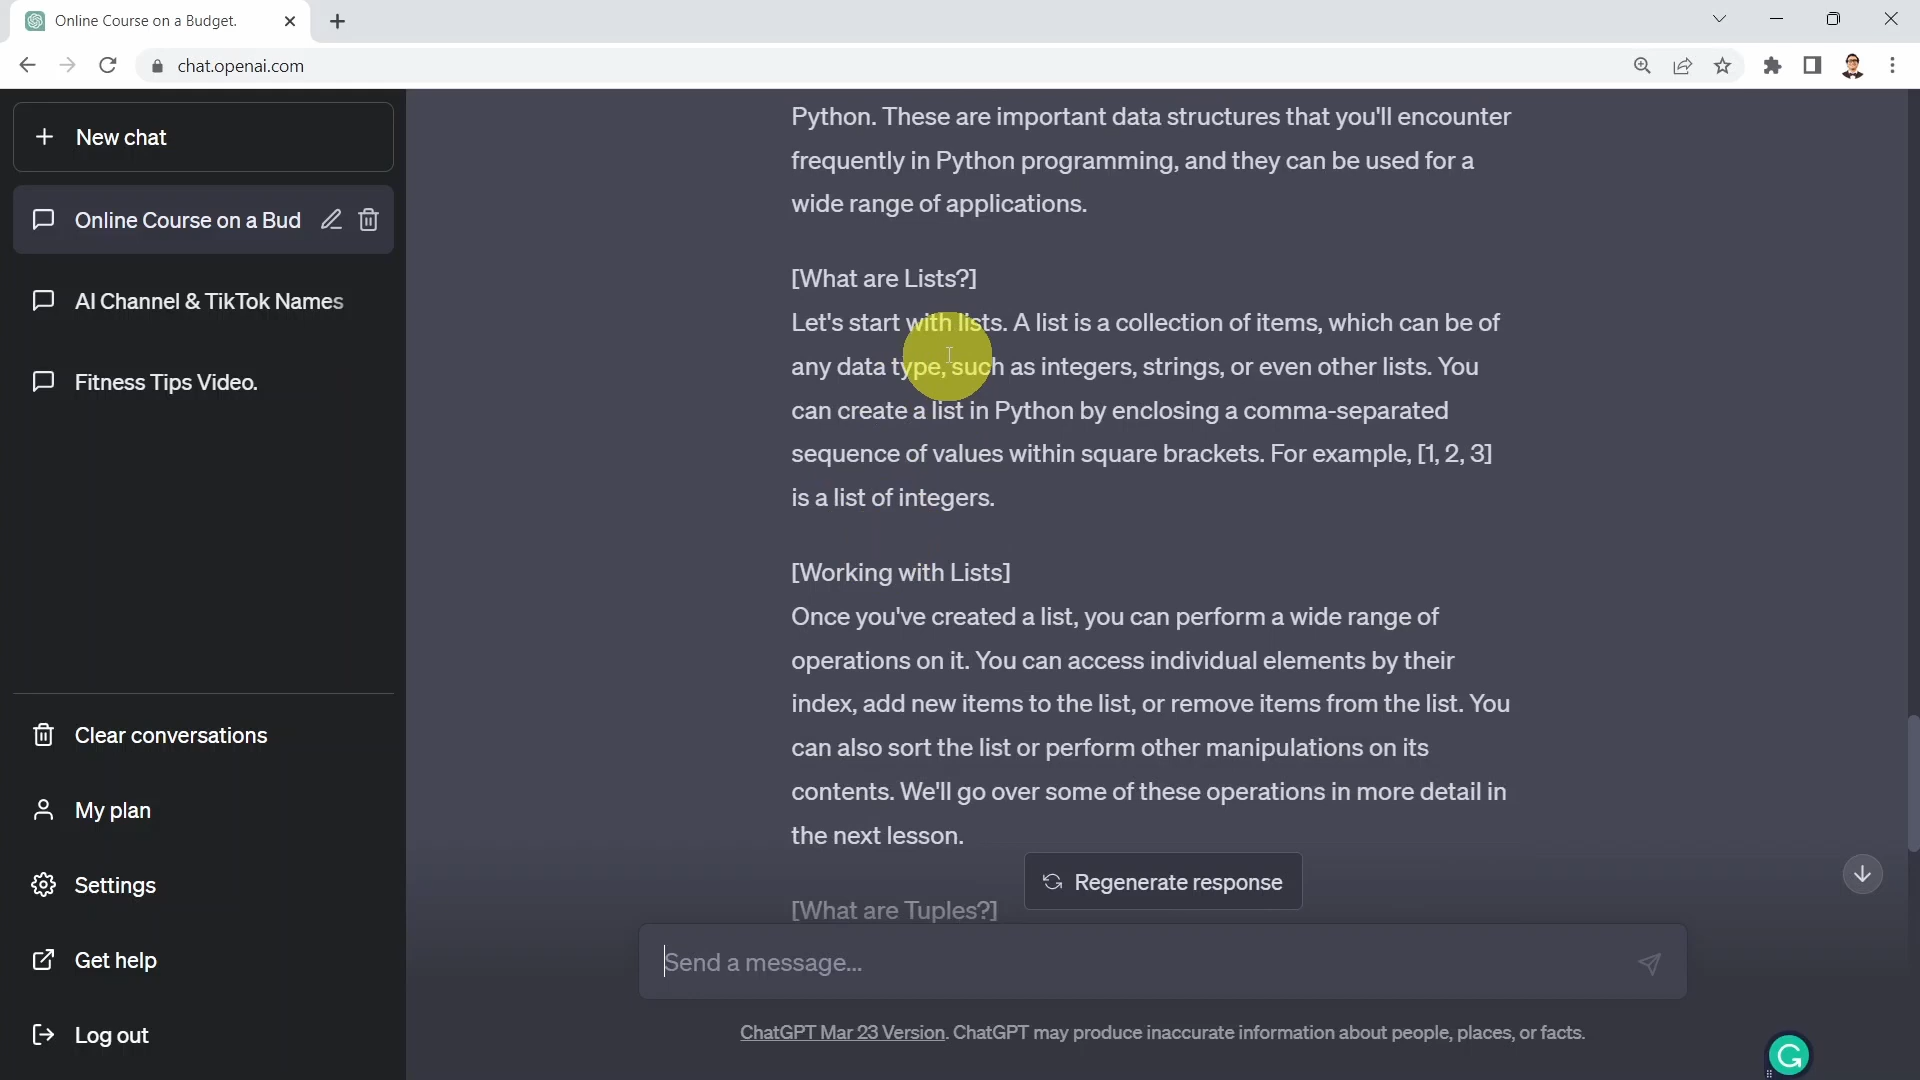 Online Course on a Budget.
chat.openai.com
New chat
Online Course on a Bud
AI Channel & TikTok Names
Fitness Tips Video.
Clear conversations
My plan
Settings
Get help
Log out
Python. These are important data structures that you'll encounter
frequently in Python programming, and they can be used for a
wide range of applications.
[What are Lists?]
Let's start with lists. A list is a collection of items, which can be of
any data type, such as integers, strings, or even other lists. You
can create a list in Python by enclosing a comma-separated
sequence of values within square brackets. For example, [1, 2, 3]
is a list of integers.
[Working with Lists]
Once you've created a list, you can perform a wide range of
operations on it. You can access individual elements by their
index, add new items to the list, or remove items from the list. You
can also sort the list or perform other manipulations on its
contents. We'll go over some of these operations in more detail in
the next lesson.
Regenerate response
[What are Tuples?]
Send a message...
ChatGPT Mar 23 Version. ChatGPT may produce inaccurate information about people, places, or facts.